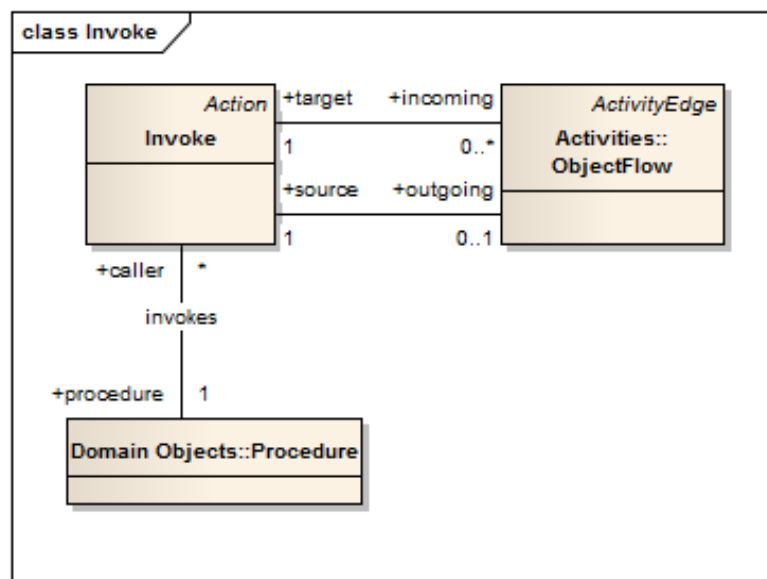 class Invoke
Action
Invoke
+target
+incoming
1
0..*
ActivityEdge
Activities::
ObjectFlow
+source
+outgoing
1
0..1
+caller
*
invokes
+procedure
1
Domain Objects::Procedure